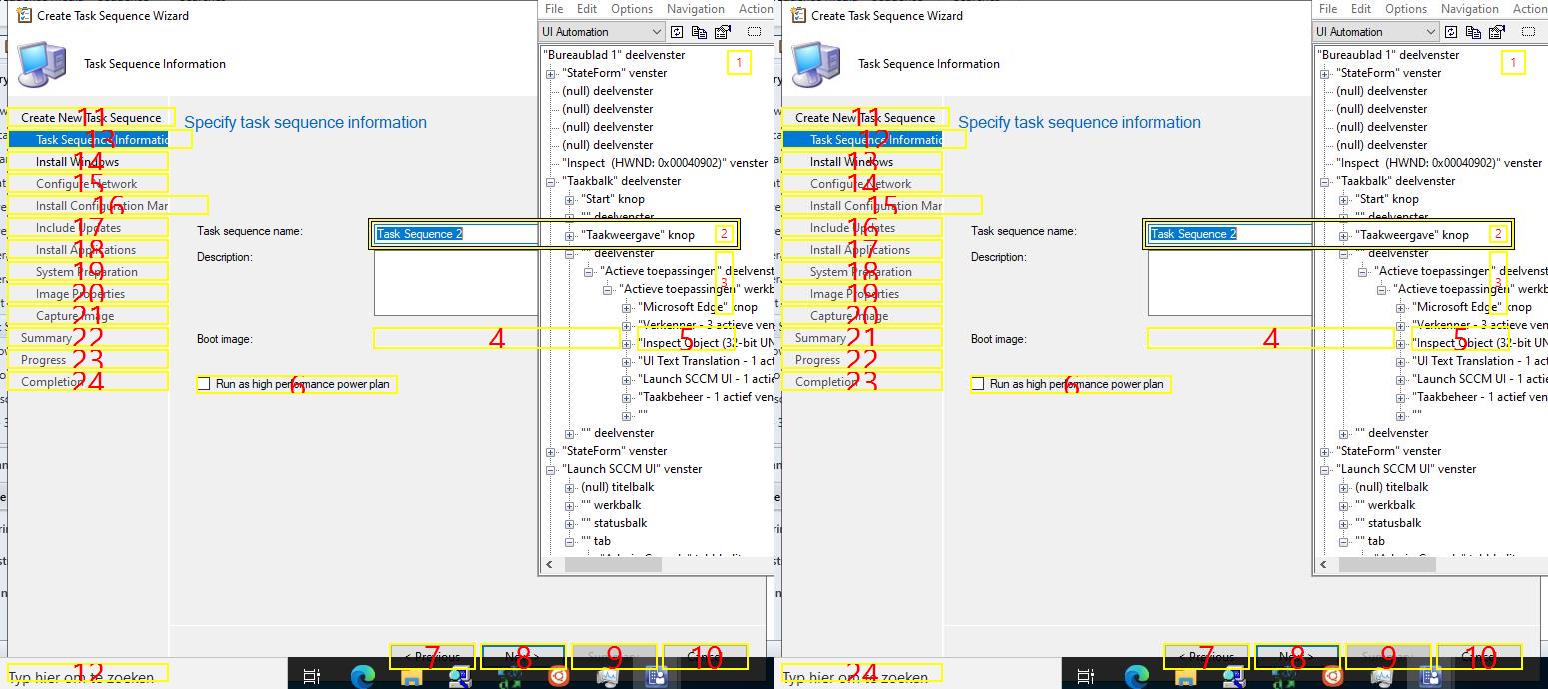 Create Task Sequence Wizard
Task Sequence Information
Create New Task Sequence
Task Sequence Informatio
Install Windows
Configure Network
Install Configuration Mar
Include Updates
Install Applications
System Preparation
Image Properties
Capture Image
Summary
Progress
Completion
Typ hier om te zoeken
11
13
14
15
16
17
18
19
20
21
22
23
24
12
Specify task sequence information
Task sequence name:
Task Sequence 2
Description:
Boot image:
4
5
Run as high performance power plan
6
< Previous
7
Next >
8
9
10
File Edit Options Navigation Action
UI Automation
1
"Bureaublad 1" deelvenster
"StateForm" venster
(null) deelvenster
(null) deelvenster
(null) deelvenster
(null) deelvenster
"Inspect (HWND: 0x00040902)" venster
"Taakbalk" deelvenster
"Start" knop
"" deelvenster
"Taakweergave" knop
2
"" deelvenster
"Actieve toepassingen" deelvenst
3
"Actieve toepassingen" werkb
"Microsoft Edge" knop
"Verkenner - 3 actieve ven
"Inspect Object (32-bit UN
"UI Text Translation - 1 act
"Launch SCCM UI - 1 actie
"Taakbeheer - 1 actief ven
""
"" deelvenster
"StateForm" venster
"Launch SCCM UI" venster
(null) titelbalk
"" werkbalk
"" statusbalk
"" tab
Create Task Sequence Wizard
Task Sequence Information
Create New Task Sequence
Task Sequence Informatio
Install Windows
Configure Network
Install Configuration Mar
Include Updates
Install Applications
System Preparation
Image Properties
Capture Image
Summary
Progress
Completion
Typ hier om te zoeken
11
12
13
14
15
16
17
18
19
20
21
22
23
24
Specify task sequence information
Task sequence name:
Task Sequence 2
Description:
Boot image:
4
5
Run as high performance power plan
6
< Previous
7
Next >
8
9
10
File Edit Options Navigation Action
UI Automation
1
"Bureaublad 1" deelvenster
"StateForm" venster
(null) deelvenster
(null) deelvenster
(null) deelvenster
(null) deelvenster
"Inspect (HWND: 0x00040902)" venster
"Taakbalk" deelvenster
"Start" knop
"" deelvenster
"Taakweergave" knop
2
"" deelvenster
"Actieve toepassingen" deelvenst
3
"Actieve toepassingen" werkb
"Microsoft Edge" knop
"Verkenner - 3 actieve ven
"Inspect Object (32-bit UN
"UI Text Translation - 1 act
"Launch SCCM UI - 1 actie
"Taakbeheer - 1 actief ven
""
"" deelvenster
"StateForm" venster
"Launch SCCM UI" venster
(null) titelbalk
"" werkbalk
"" statusbalk
"" tab